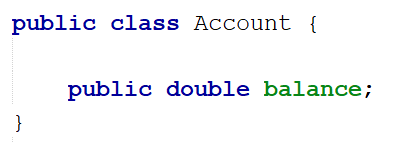 public class Account {
public double balance;
}